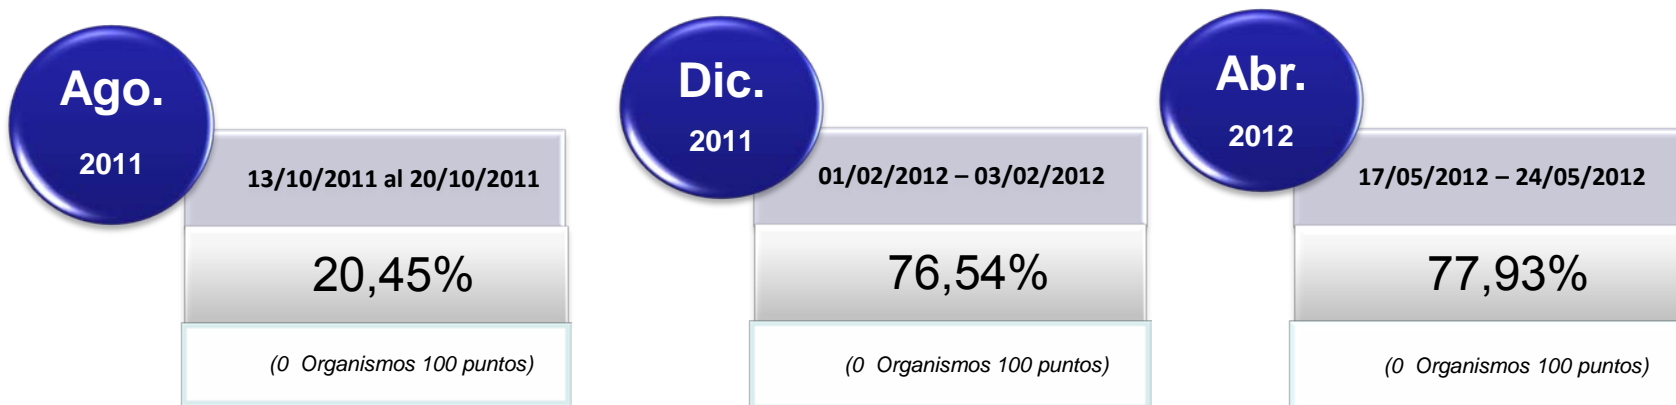 Ago.
2011
13/10/2011 al 20/10/2011
20,45%
(0 Organismos 100 puntos)
Dic.
2011
01/02/2012 – 03/02/2012
76,54%
(0 Organismos 100 puntos)
Abr.
2012
17/05/2012 – 24/05/2012
77,93%
(0 Organismos 100 puntos)